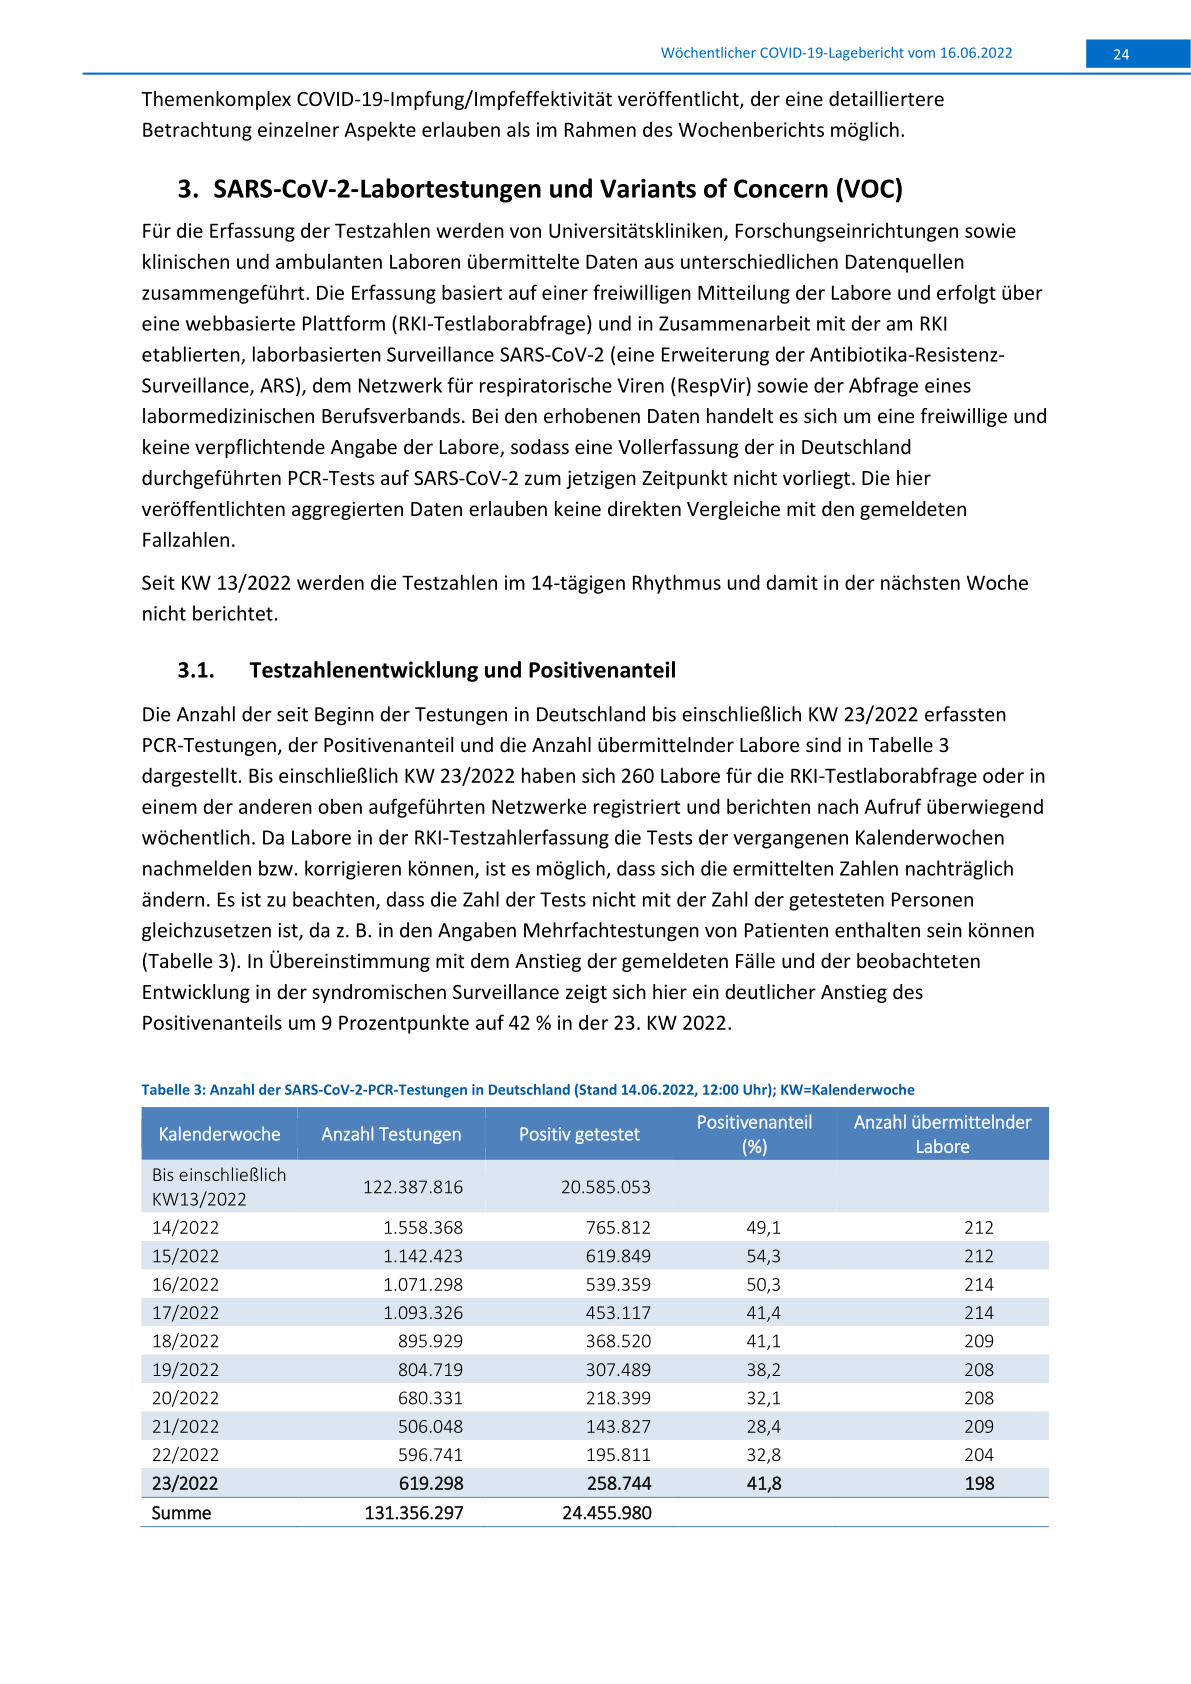 Wöchentlicher COVID-19-Lagebericht vom 16.06.2022 24
Themenkomplex COVID-19-Impfung/Impfeffektivität veröffentlicht, der eine detailliertere
Betrachtung einzelner Aspekte erlauben als im Rahmen des Wochenberichts möglich.
3. SARS-CoV-2-Labortestungen und Variants of Concern (VOC)
Für die Erfassung der Testzahlen werden von Universitätskliniken, Forschungseinrichtungen sowie
klinischen und ambulanten Laboren übermittelte Daten aus unterschiedlichen Datenquellen
zusammengeführt. Die Erfassung basiert auf einer freiwilligen Mitteilung der Labore und erfolgt über
eine webbasierte Plattform (RKI-Testlaborabfrage) und in Zusammenarbeit mit der am RKI
etablierten, laborbasierten Surveillance SARS-CoV-2 (eine Erweiterung der Antibiotika-Resistenz-
Surveillance, ARS), dem Netzwerk für respiratorische Viren (RespVir) sowie der Abfrage eines
labormedizinischen Berufsverbands. Bei den erhobenen Daten handelt es sich um eine freiwillige und
keine verpflichtende Angabe der Labore, sodass eine Vollerfassung der in Deutschland
durchgeführten PCR-Tests auf SARS-CoV-2 zum jetzigen Zeitpunkt nicht vorliegt. Die hier
veröffentlichten aggregierten Daten erlauben keine direkten Vergleiche mit den gemeldeten
Fallzahlen.
Seit KW 13/2022 werden die Testzahlen im 14-tägigen Rhythmus und damit in der nächsten Woche
nicht berichtet.
3.1. Testzahlenentwicklung und Positivenanteil
Die Anzahl der seit Beginn der Testungen in Deutschland bis einschließlich KW 23/2022 erfassten
PCR-Testungen, der Positivenanteil und die Anzahl übermittelnder Labore sind in Tabelle 3
dargestellt. Bis einschließlich KW 23/2022 haben sich 260 Labore für die RKI-Testlaborabfrage oder in
einem der anderen oben aufgeführten Netzwerke registriert und berichten nach Aufruf überwiegend
wöchentlich. Da Labore in der RKI-Testzahlerfassung die Tests der vergangenen Kalenderwochen
nachmelden bzw. korrigieren können, ist es möglich, dass sich die ermittelten Zahlen nachträglich
ändern. Es ist zu beachten, dass die Zahl der Tests nicht mit der Zahl der getesteten Personen
gleichzusetzen ist, da z. B. in den Angaben Mehrfachtestungen von Patienten enthalten sein können
(Tabelle 3). In Übereinstimmung mit dem Anstieg der gemeldeten Fälle und der beobachteten
Entwicklung in der syndromischen Surveillance zeigt sich hier ein deutlicher Anstieg des
Positivenanteils um 9 Prozentpunkte auf 42 % in der 23. KW 2022.
Tabelle 3: Anzahl der SARS-CoV-2-PCR-Testungen in Deutschland (Stand 14.06.2022, 12:00 Uhr); KW=Kalenderwoche
Kalenderwoche Anzahl Testungen Positiv getestet Positivenanteil (%) Anzahl übermittelnder Labore
Bis einschließlich KW13/2022 122.387.816 20.585.053
14/2022 1.558.368 765.812 49,1 212
15/2022 1.142.423 619.849 54,3 212
16/2022 1.071.298 539.359 50,3 214
17/2022 1.093.326 453.117 41,4 214
18/2022 895.929 368.520 41,1 209
19/2022 804.719 307.489 38,2 208
20/2022 680.331 218.399 32,1 208
21/2022 506.048 143.827 28,4 209
22/2022 596.741 195.811 32,8 204
23/2022 619.298 258.744 41,8 198
Summe 131.356.297 24.455.980